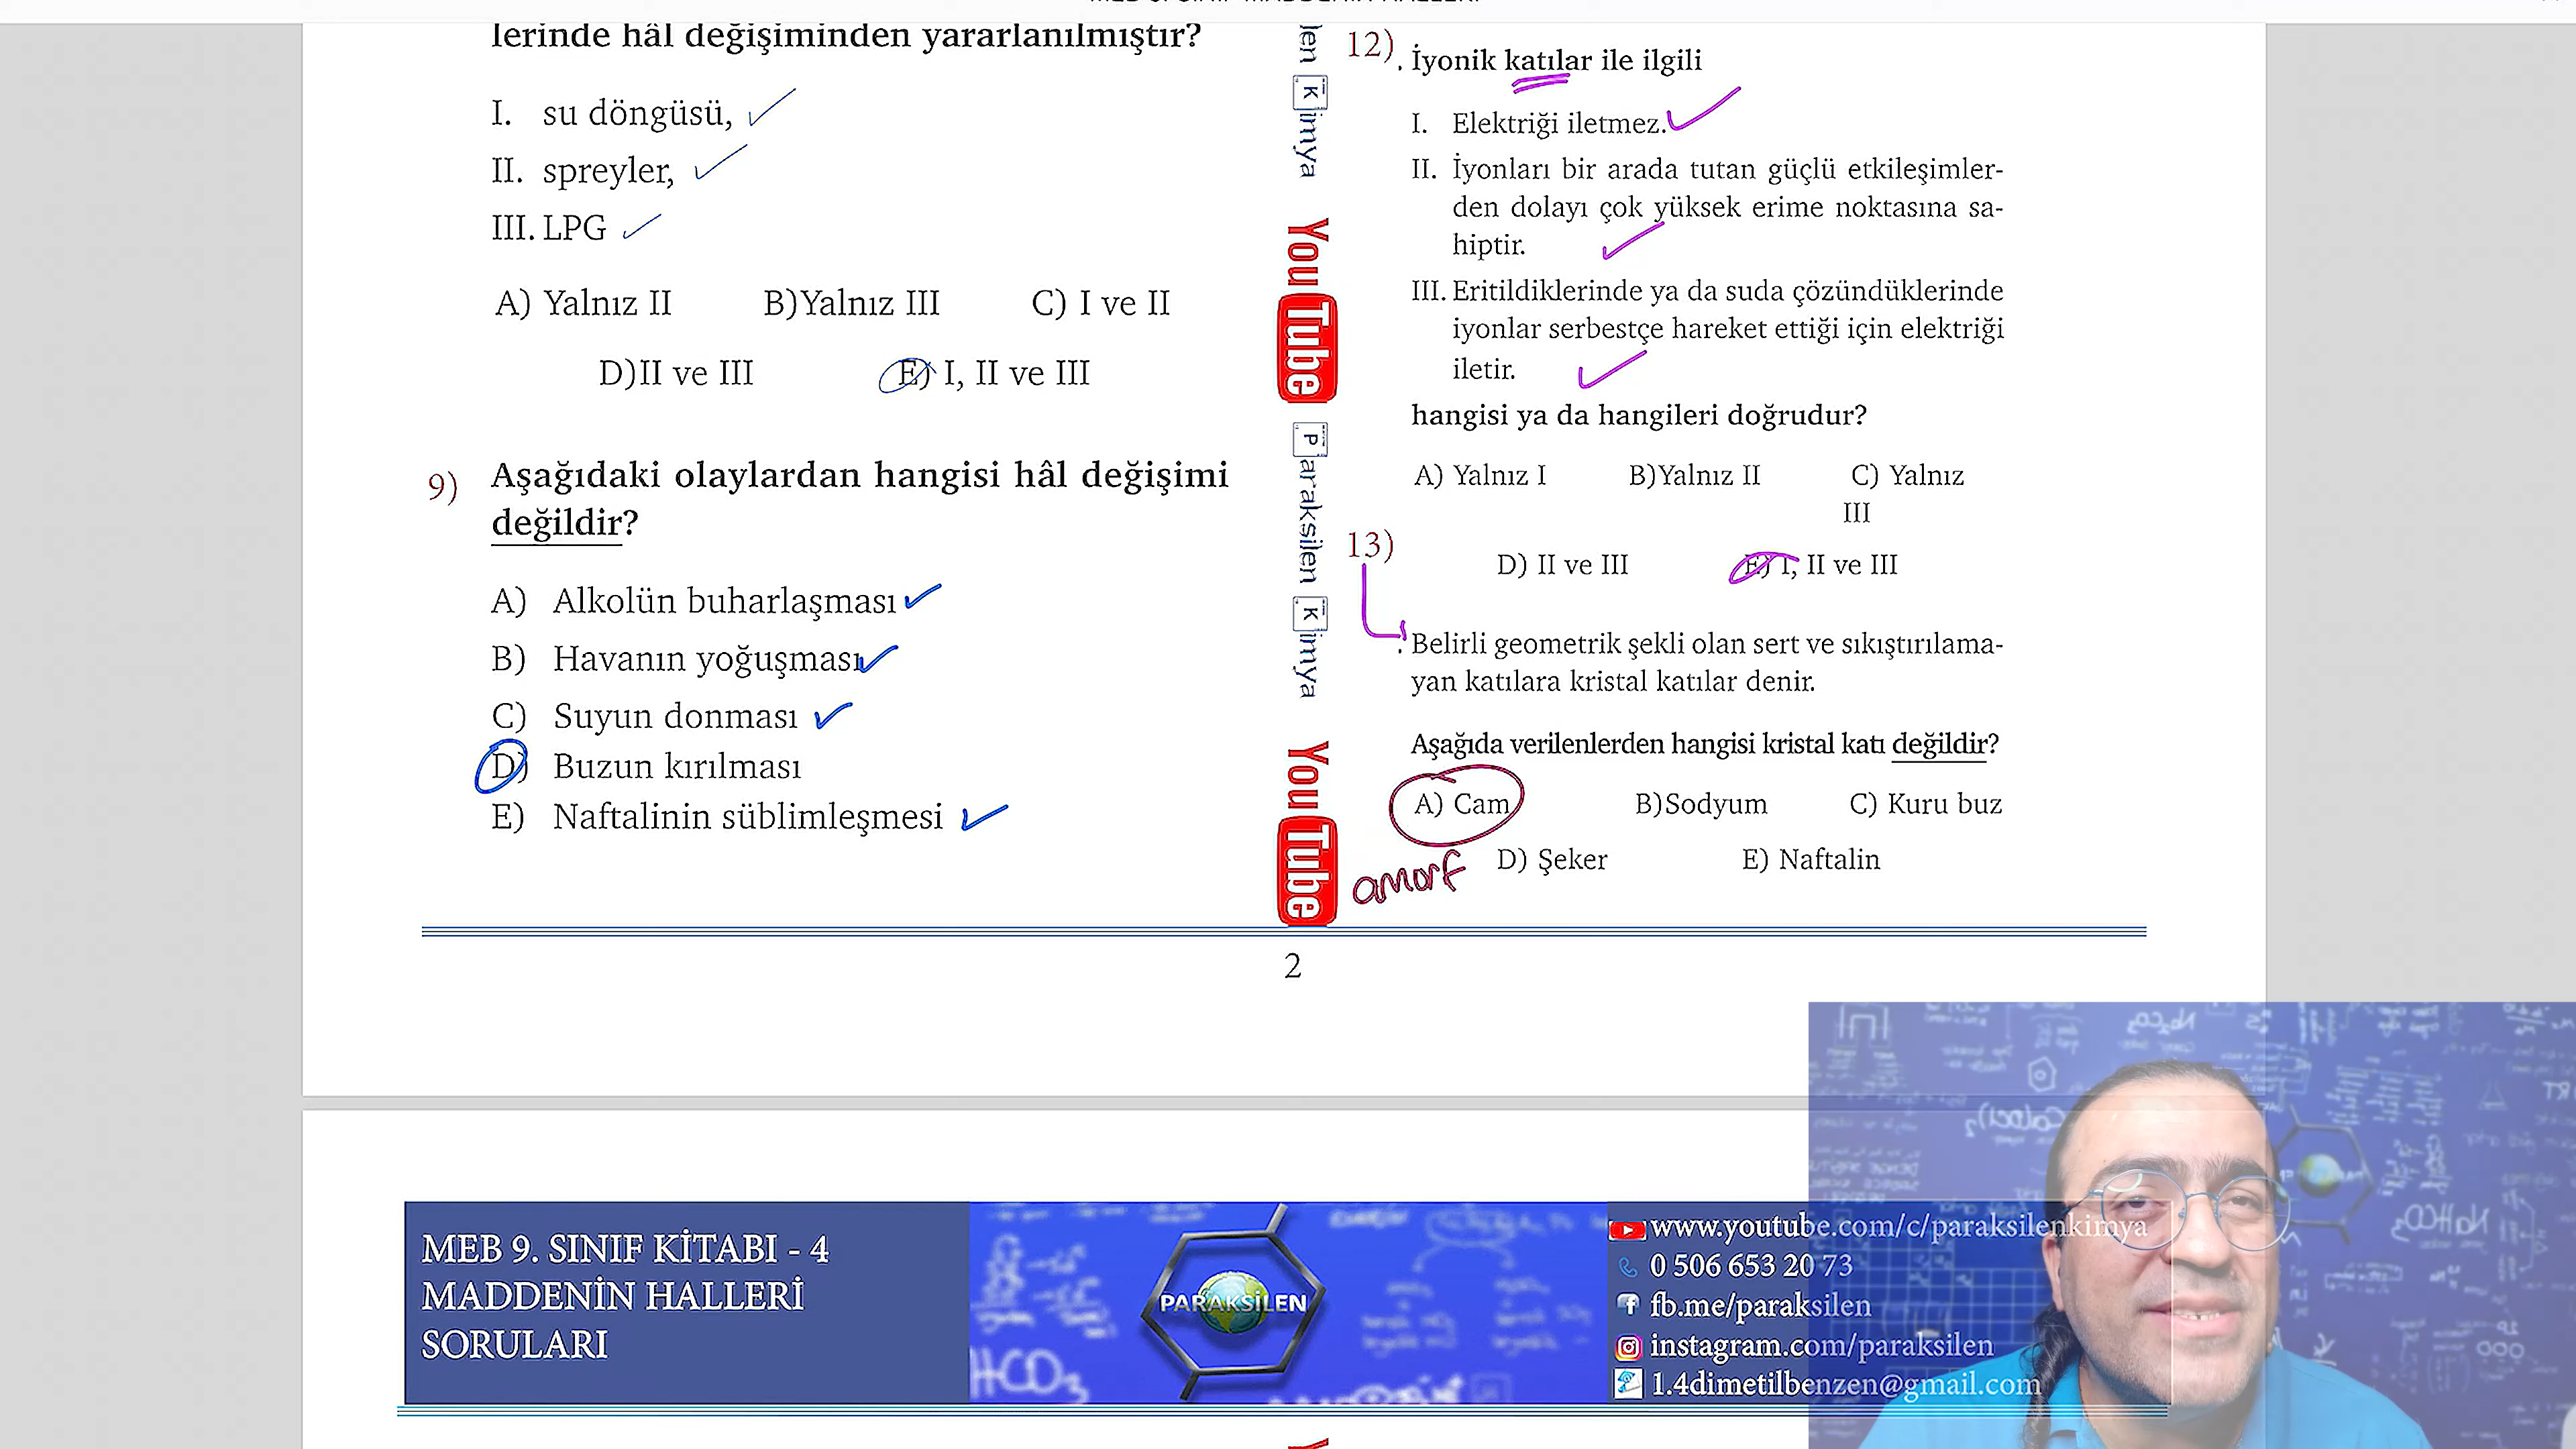 lerinde hâl değişiminden yararlanılmıştır?
I. su döngüsü,
II. spreyler,
III. LPG
A) Yalnız II B)Yalnız III C) I ve II
D)II ve III E) I, II ve III
9) Aşağıdaki olaylardan hangisi hâl değişimi
değildir?
A) Alkolün buharlaşması
B) Havanın yoğuşması
C) Suyun donması
D) Buzun kırılması
E) Naftalinin süblimleşmesi
len Kimya
YouTube
Paraksilen Kimya
YouTube
12) . İyonik katılar ile ilgili
I. Elektriği iletmez.
II. İyonları bir arada tutan güçlü etkileşimler-
den dolayı çok yüksek erime noktasına sa-
hiptir.
III. Eritildiklerinde ya da suda çözündüklerinde
iyonlar serbestçe hareket ettiği için elektriği
iletir.
hangisi ya da hangileri doğrudur?
A) Yalnız I B)Yalnız II C) Yalnız
III
D) II ve III E) I, II ve III
13)
. Belirli geometrik şekli olan sert ve sıkıştırılama-
yan katılara kristal katılar denir.
Aşağıda verilenlerden hangisi kristal katı değildir?
A) Cam B)Sodyum C) Kuru buz
amorf D) Şeker E) Naftalin
2
MEB 9. SINIF KİTABI - 4
MADDENİN HALLERİ
SORULARI
HCO3
PARAKSİLEN
www.youtube.com/c/paraksilenkimya
0 506 653 20 73
fb.me/paraksilen
instagram.com/paraksilen
1.4dimetilbenzen@gmail.com